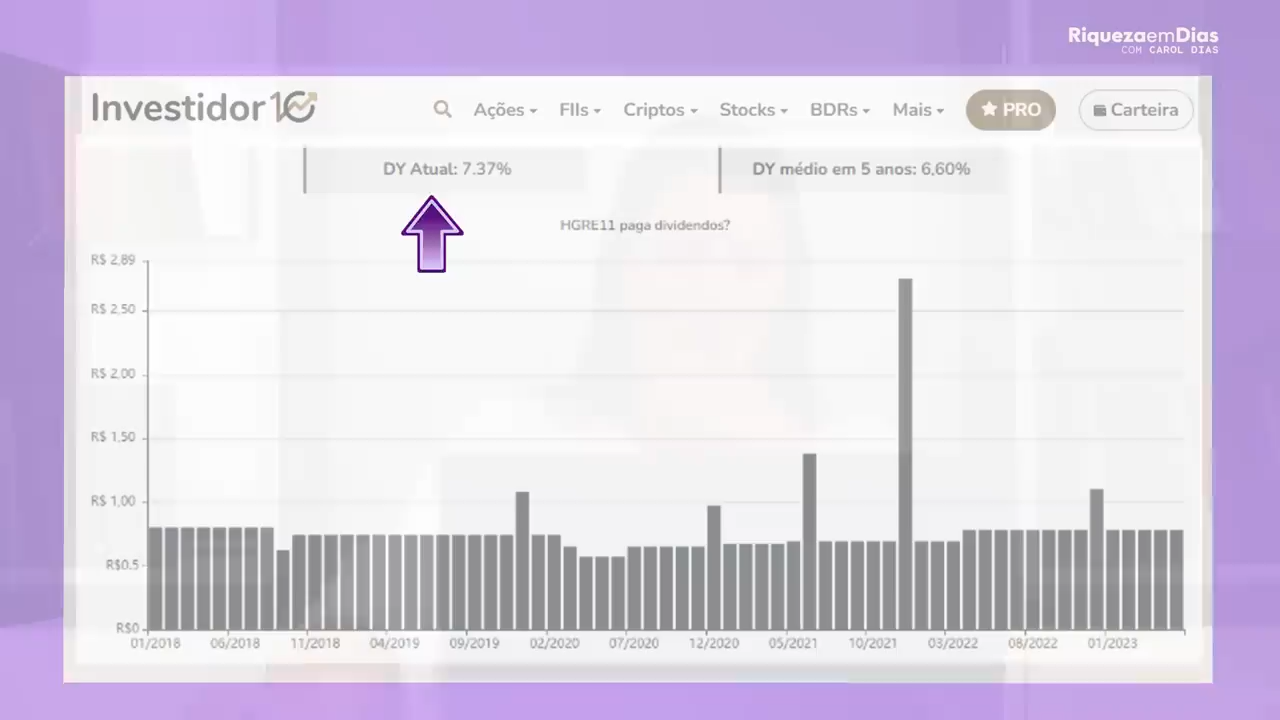 RiquezaemDias
COM CAROL DIAS
Investidor10
Ações
FIIs
Criptos
Stocks
BDRs
Mais
PRO
Carteira
DY Atual: 7.37%
DY médio em 5 anos: 6,60%
HGRE11 paga dividendos?
R$ 2,89
R$ 2,50
R$ 2,00
R$ 1,50
R$ 1,00
R$0.5
R$0
01/2018 06/2018 11/2018 04/2019 09/2019 02/2020 07/2020 12/2020 05/2021 10/2021 03/2022 08/2022 01/2023